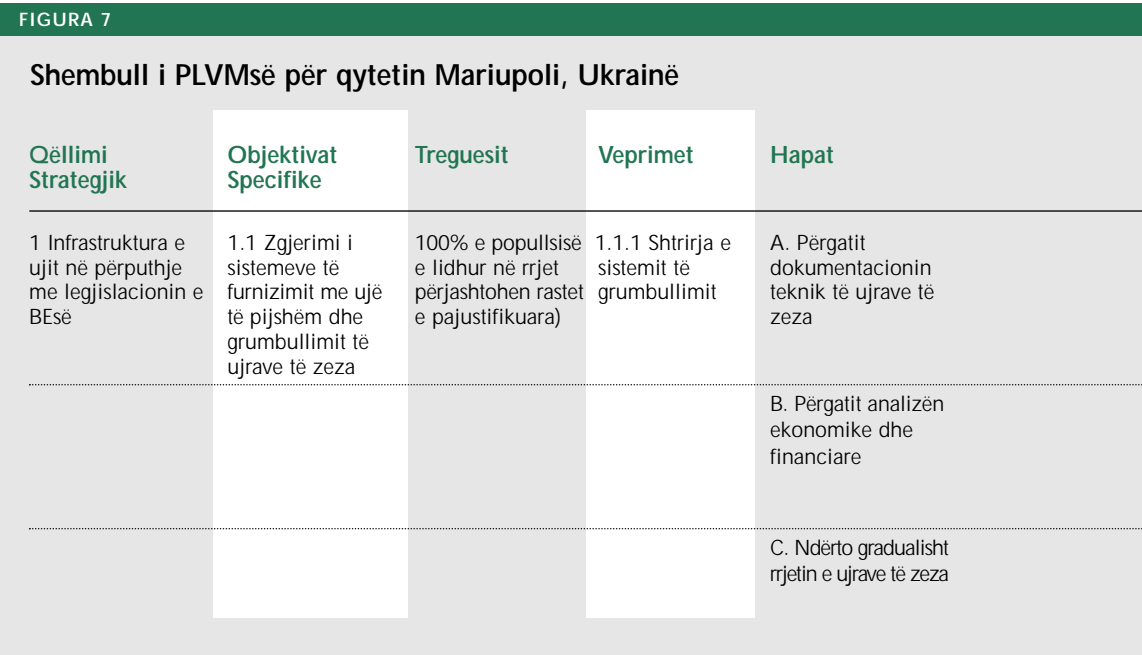 FIGURA 7
Shembull i PLVMsë për qytetin Mariupoli, Ukrainë
Qëllimi
Strategjik
Objektivat
Specifike
Treguesit
Veprimet
Hapat
1 Infrastruktura e
ujit në përputhje
me legjislacionin e
BEsë
1.1 Zgjerimi i
sistemeve të
furnizimit me ujë
të pijshëm dhe
grumbullimit të
ujrave të zeza
100% e popullsisë
e lidhur në rrjet
përjashtohen rastet
e pajustifikuara)
1.1.1 Shtrirja e
sistemit të
grumbullimit
A. Përgatit
dokumentacionin
teknik të ujrave të
zeza
B. Përgatit analizën
ekonomike dhe
financiare
C. Ndërto gradualisht
rrjetin e ujrave të zeza